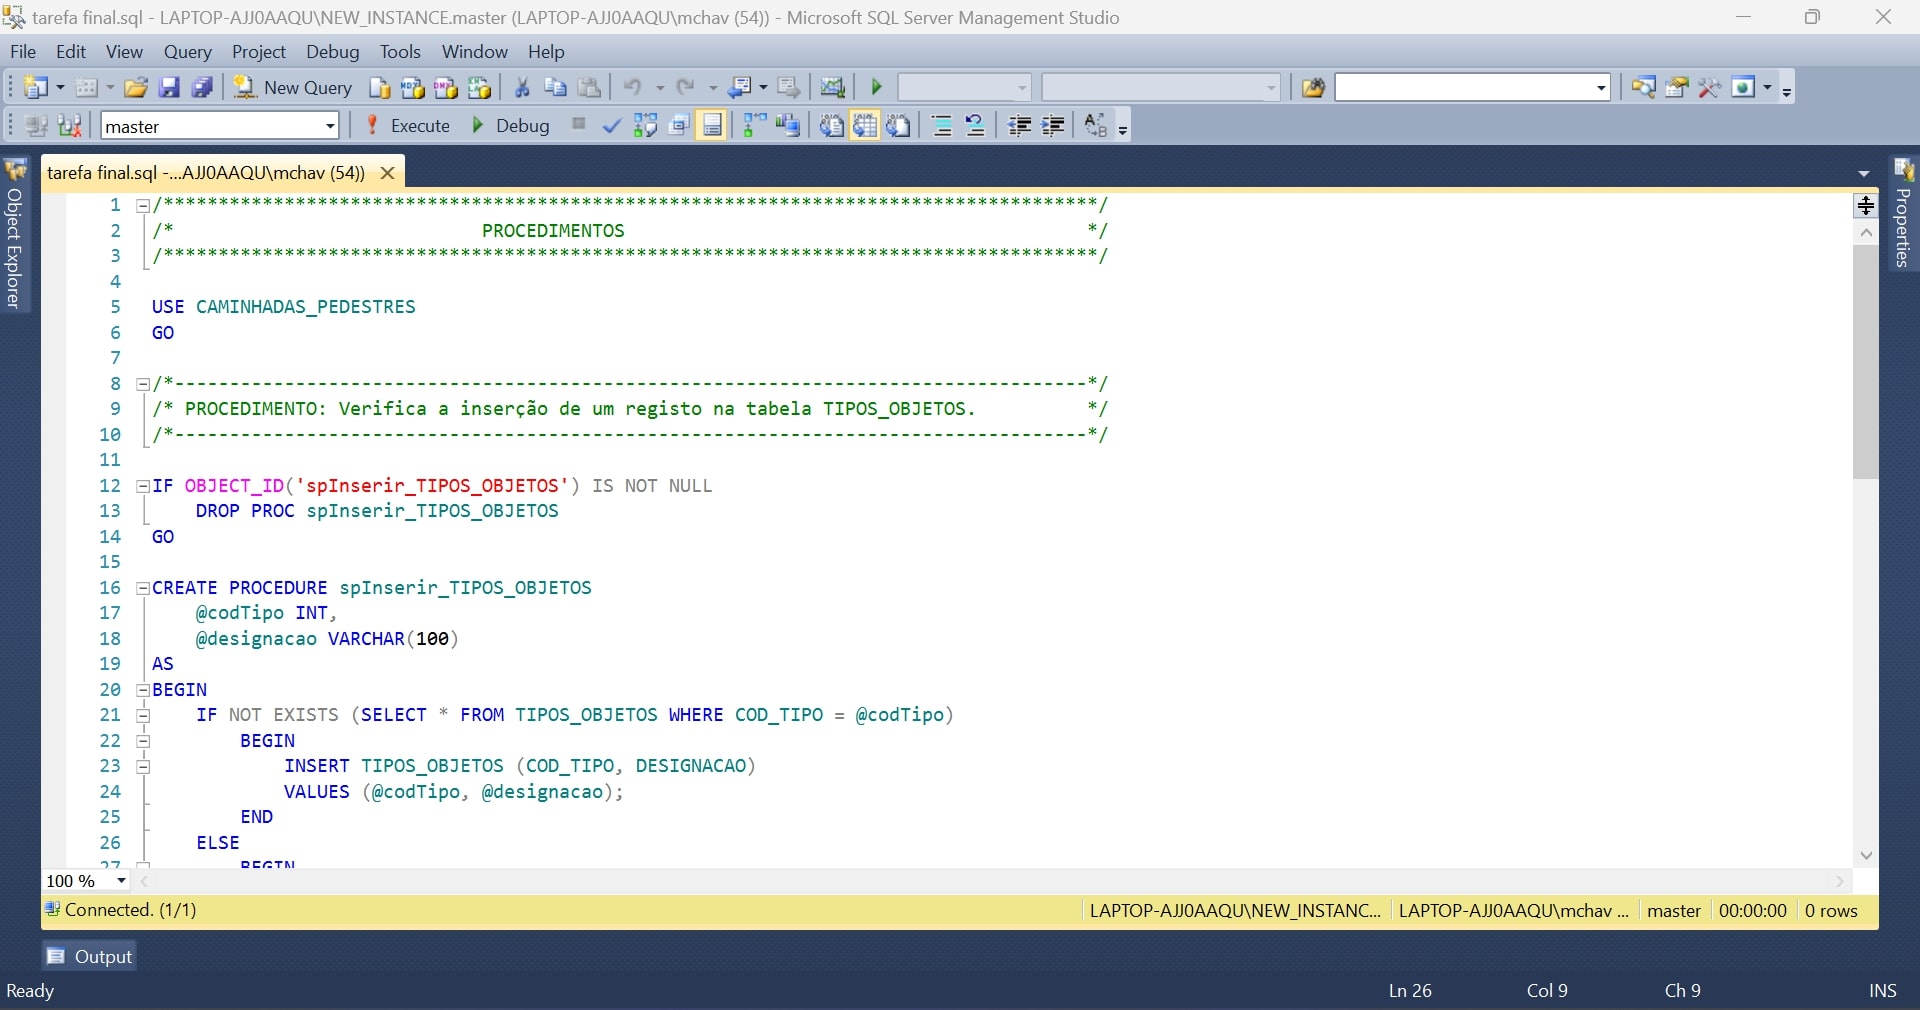 tarefa final.sql - LAPTOP-AJJ0AAQU\NEW_INSTANCE.master (LAPTOP-AJJ0AAQU\mchav (54)) - Microsoft SQL Server Management Studio
File Edit View Query Project Debug Tools Window Help
New Query
master Execute Debug
tarefa final.sql -...AJJ0AAQU\mchav (54))
Object Explorer
Properties
1 /*************************************************************************************/
2 /* PROCEDIMENTOS */
3 /*************************************************************************************/
4
5 USE CAMINHADAS_PEDESTRES
6 GO
7
8 /*-----------------------------------------------------------------------------------*/
9 /* PROCEDIMENTO: Verifica a inserção de um registo na tabela TIPOS_OBJETOS. */
10 /*-----------------------------------------------------------------------------------*/
11
12 IF OBJECT_ID('spInserir_TIPOS_OBJETOS') IS NOT NULL
13 DROP PROC spInserir_TIPOS_OBJETOS
14 GO
15
16 CREATE PROCEDURE spInserir_TIPOS_OBJETOS
17 @codTipo INT,
18 @designacao VARCHAR(100)
19 AS
20 BEGIN
21 IF NOT EXISTS (SELECT * FROM TIPOS_OBJETOS WHERE COD_TIPO = @codTipo)
22 BEGIN
23 INSERT TIPOS_OBJETOS (COD_TIPO, DESIGNACAO)
24 VALUES (@codTipo, @designacao);
25 END
26 ELSE
27 BEGIN
100 %
Connected. (1/1) LAPTOP-AJJ0AAQU\NEW_INSTANC... LAPTOP-AJJ0AAQU\mchav ... master 00:00:00 0 rows
Output
Ready Ln 26 Col 9 Ch 9 INS